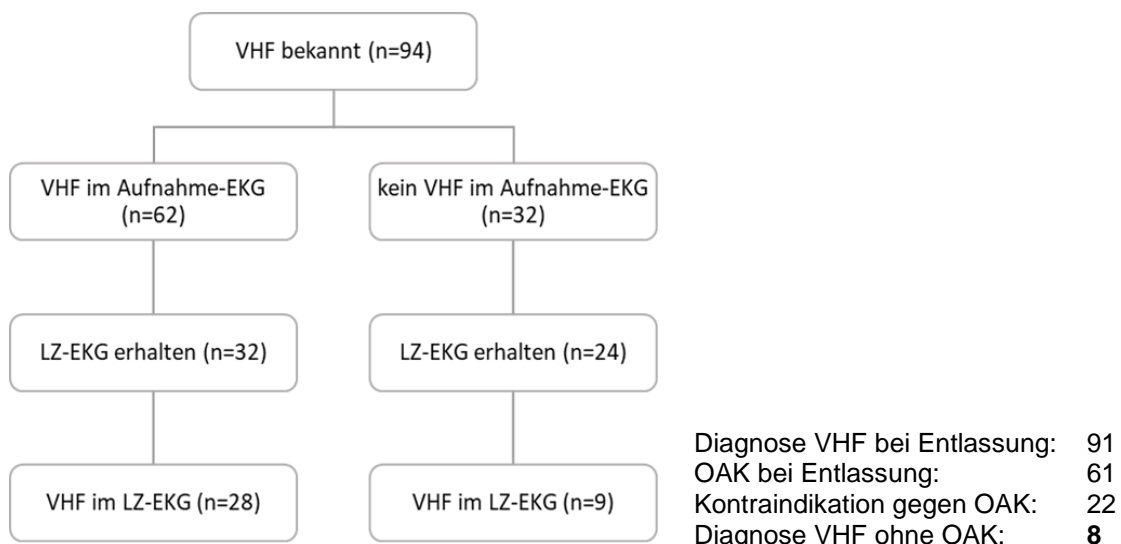 VHF bekannt (n=94)
VHF im Aufnahme-EKG
(n=62)
kein VHF im Aufnahme-EKG
(n=32)
LZ-EKG erhalten (n=32)
LZ-EKG erhalten (n=24)
VHF im LZ-EKG (n=28)
VHF im LZ-EKG (n=9)
Diagnose VHF bei Entlassung: 91
OAK bei Entlassung: 61
Kontraindikation gegen OAK: 22
Diagnose VHF ohne OAK: 8